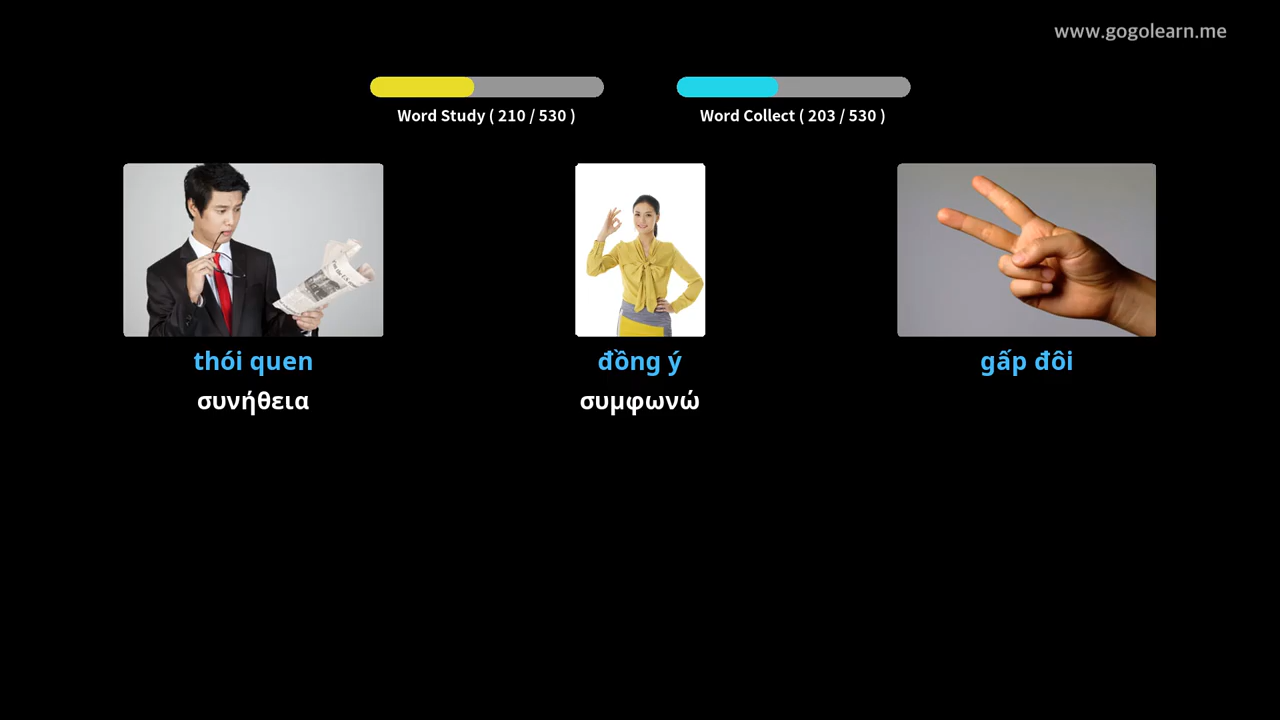 www.gogolearn.me
Word Study ( 210 / 530 )
Word Collect ( 203 / 530 )
thói quen
συνήθεια
đồng ý
συμφωνώ
gấp đôi